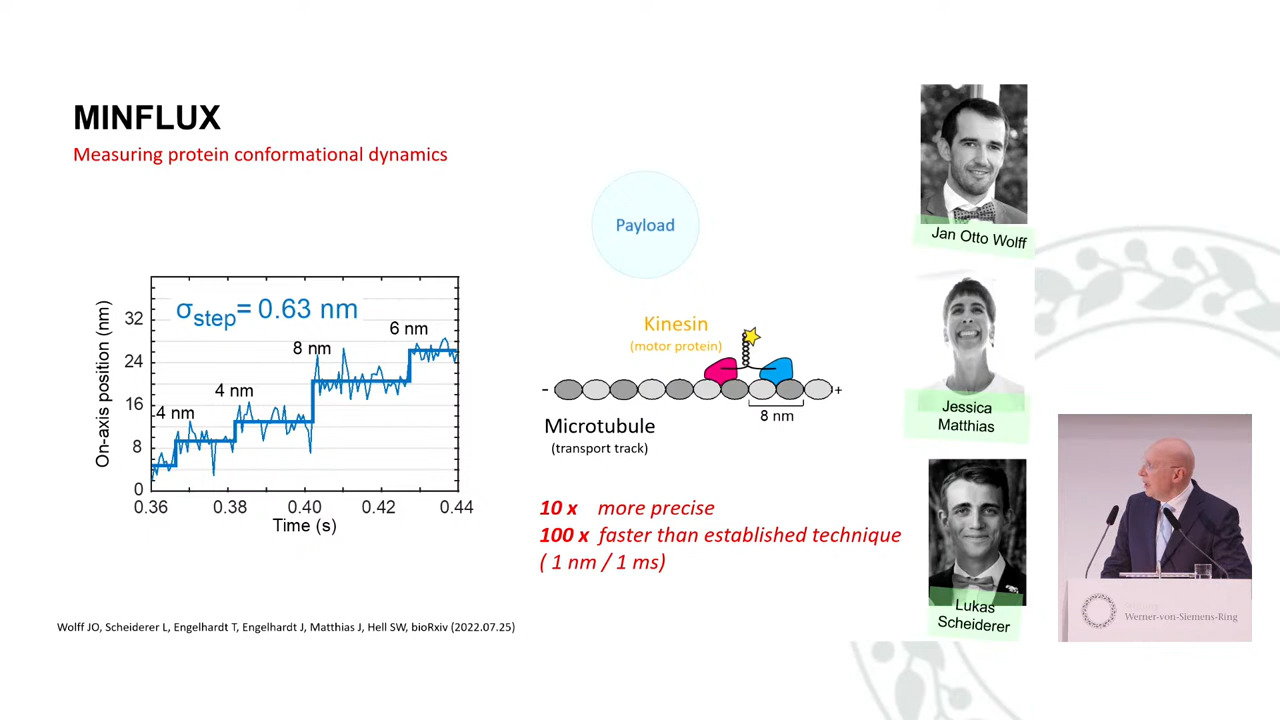 MINFLUX
Measuring protein conformational dynamics
σstep= 0.63 nm
4 nm
4 nm
8 nm
6 nm
On-axis position (nm)
32
24
16
8
0
0.36
0.38
0.40
0.42
0.44
Time (s)
Payload
Kinesin
(motor protein)
-
+
8 nm
Microtubule
(transport track)
10 x more precise
100 x faster than established technique
( 1 nm / 1 ms)
Jan Otto Wolff
Jessica
Matthias
Lukas
Scheiderer
Werner-von-Siemens-Ring
Wolff JO, Scheiderer L, Engelhardt T, Engelhardt J, Matthias J, Hell SW, bioRxiv (2022.07.25)